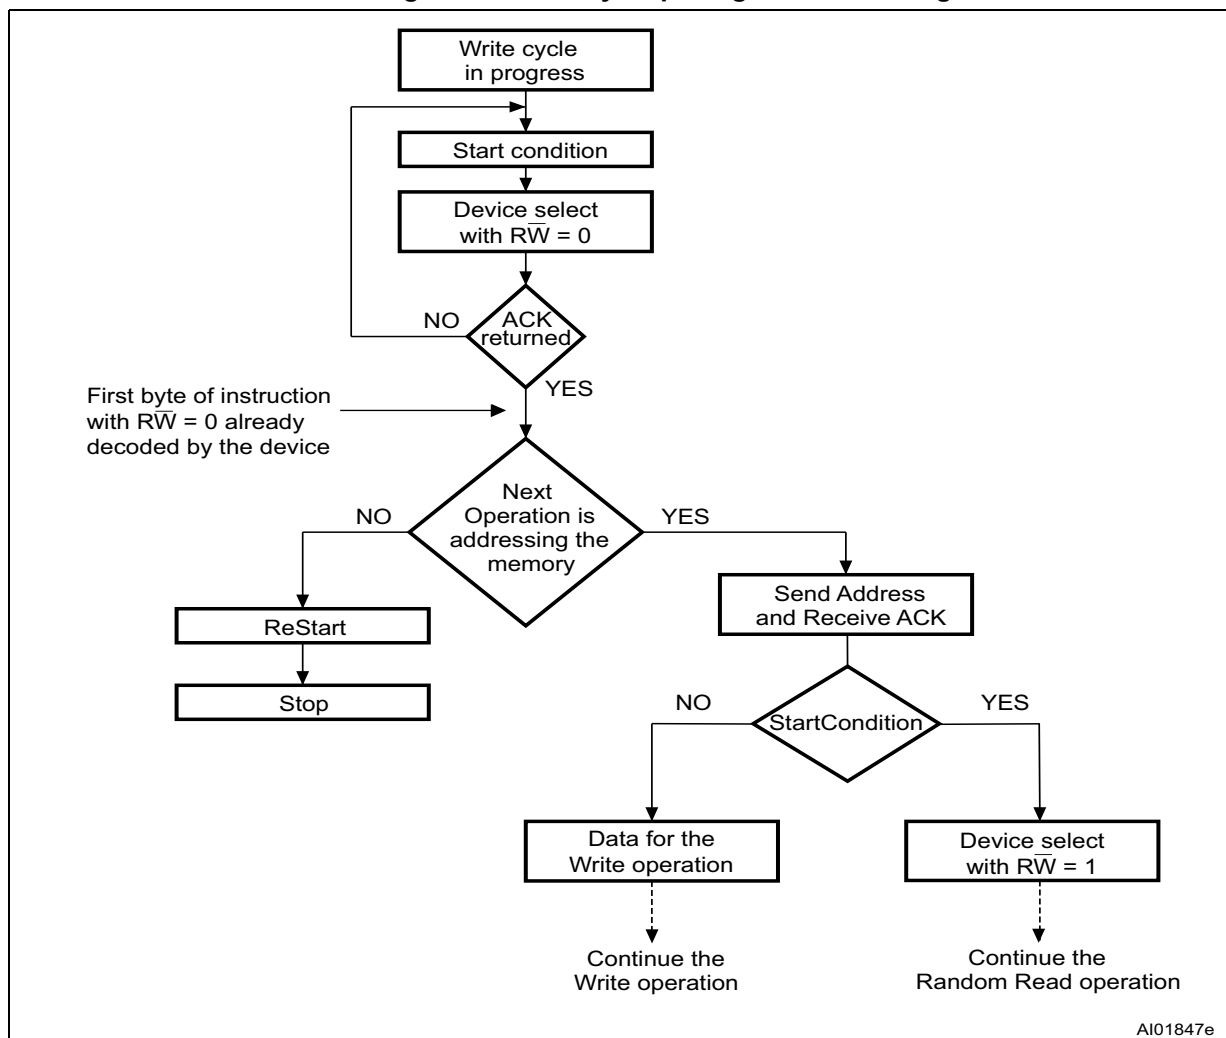 Write cycle
in progress
Start condition
Device select
with RW̅ = 0
ACK
returned
NO
YES
First byte of instruction
with RW̅ = 0 already
decoded by the device
Next
Operation is
addressing the
memory
NO
YES
ReStart
Stop
Send Address
and Receive ACK
StartCondition
NO
YES
Data for the
Write operation
Device select
with RW̅ = 1
Continue the
Write operation
Continue the
Random Read operation
AI01847e